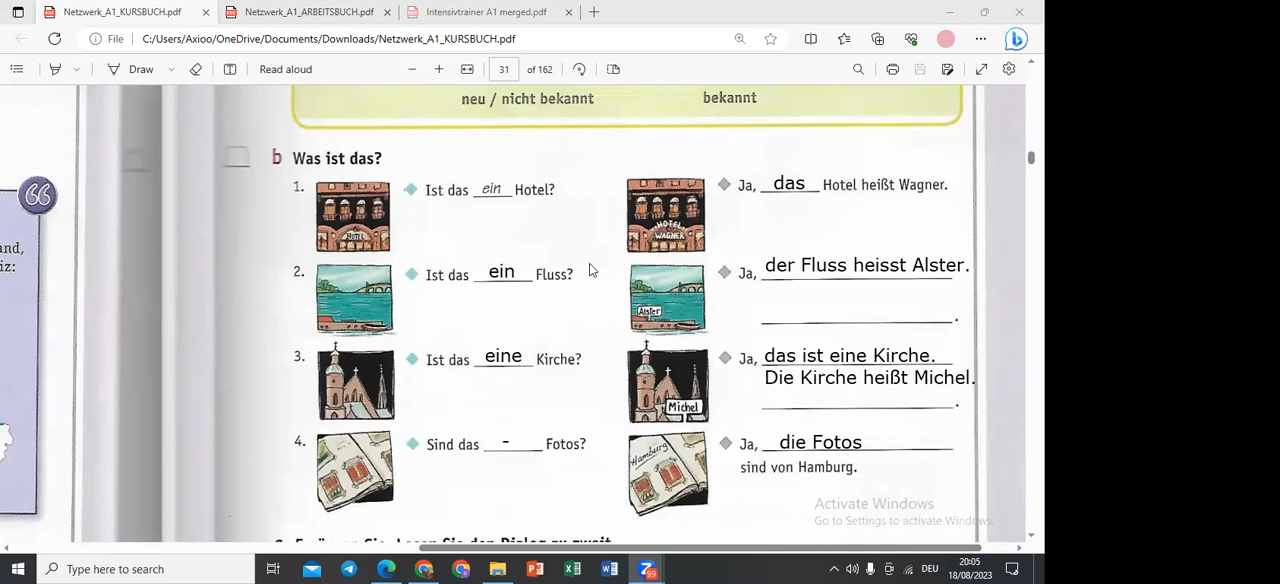 Netzwerk_A1_KURSBUCH.pdf
Netzwerk_A1_ARBEITSBUCH.pdf
Intensivtrainer A1 merged.pdf
File
C:/Users/Axioo/OneDrive/Documents/Downloads/Netzwerk_A1_KURSBUCH.pdf
Draw
Read aloud
31 of 162
neu / nicht bekannt bekannt
b Was ist das?
1. Ist das ein Hotel? Ja, das Hotel heißt Wagner.
HOTEL
HOTEL
WAGNER
2. Ist das ein Fluss? Ja, der Fluss heisst Alster.
Alster
.
3. Ist das eine Kirche? Ja, das ist eine Kirche.
Die Kirche heißt Michel.
Michel
.
4. Sind das - Fotos? Ja, die Fotos
Hamburg
sind von Hamburg.
and,
iz:
Activate Windows
Go to Settings to activate Windows.
Type here to search
99
DEU
20:05
18/08/2023